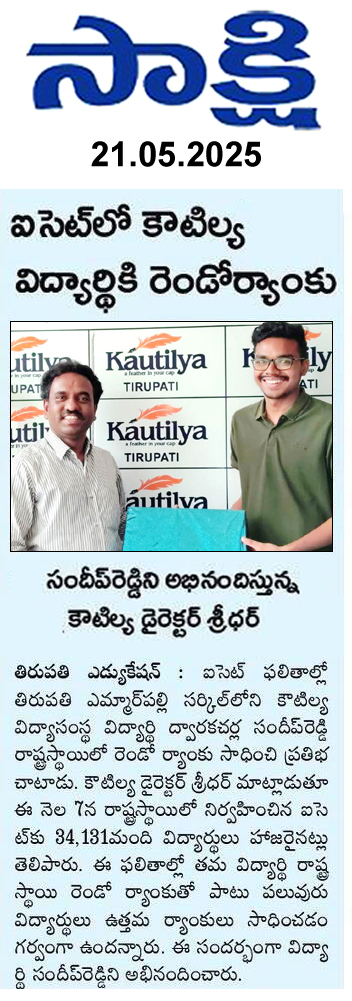 సాక్షి
21.05.2025
ఐసెట్‌లో కౌటిల్య
విద్యార్థికి రెండోర్యాంకు
Kautilya
a feather in your cap
TIRUPATI
Kautilya
a feather in your cap
TIRUPATI
Kautilya
సందీప్‌రెడ్డిని అభినందిస్తున్న
కౌటిల్య డైరెక్టర్ శ్రీధర్
తిరుపతి ఎడ్యుకేషన్ : ఐసెట్ ఫలితాల్లో
తిరుపతి ఎమ్మార్‌పల్లి సర్కిల్‌లోని కౌటిల్య
విద్యాసంస్థ విద్యార్థి ద్వారకచర్ల సందీప్‌రెడ్డి
రాష్ట్రస్థాయిలో రెండో ర్యాంకు సాధించి ప్రతిభ
చాటాడు. కౌటిల్య డైరెక్టర్ శ్రీధర్ మాట్లాడుతూ
ఈ నెల 7న రాష్ట్రస్థాయిలో నిర్వహించిన ఐసె
ట్‌కు 34,131మంది విద్యార్థులు హాజరైనట్లు
తెలిపారు. ఈ ఫలితాల్లో తమ విద్యార్థి రాష్ట్ర
స్థాయి రెండో ర్యాంకుతో పాటు పలువురు
విద్యార్థులు ఉత్తమ ర్యాంకులు సాధించడం
గర్వంగా ఉందన్నారు. ఈ సందర్భంగా విద్యా
ర్థి సందీప్‌రెడ్డిని అభినందించారు.